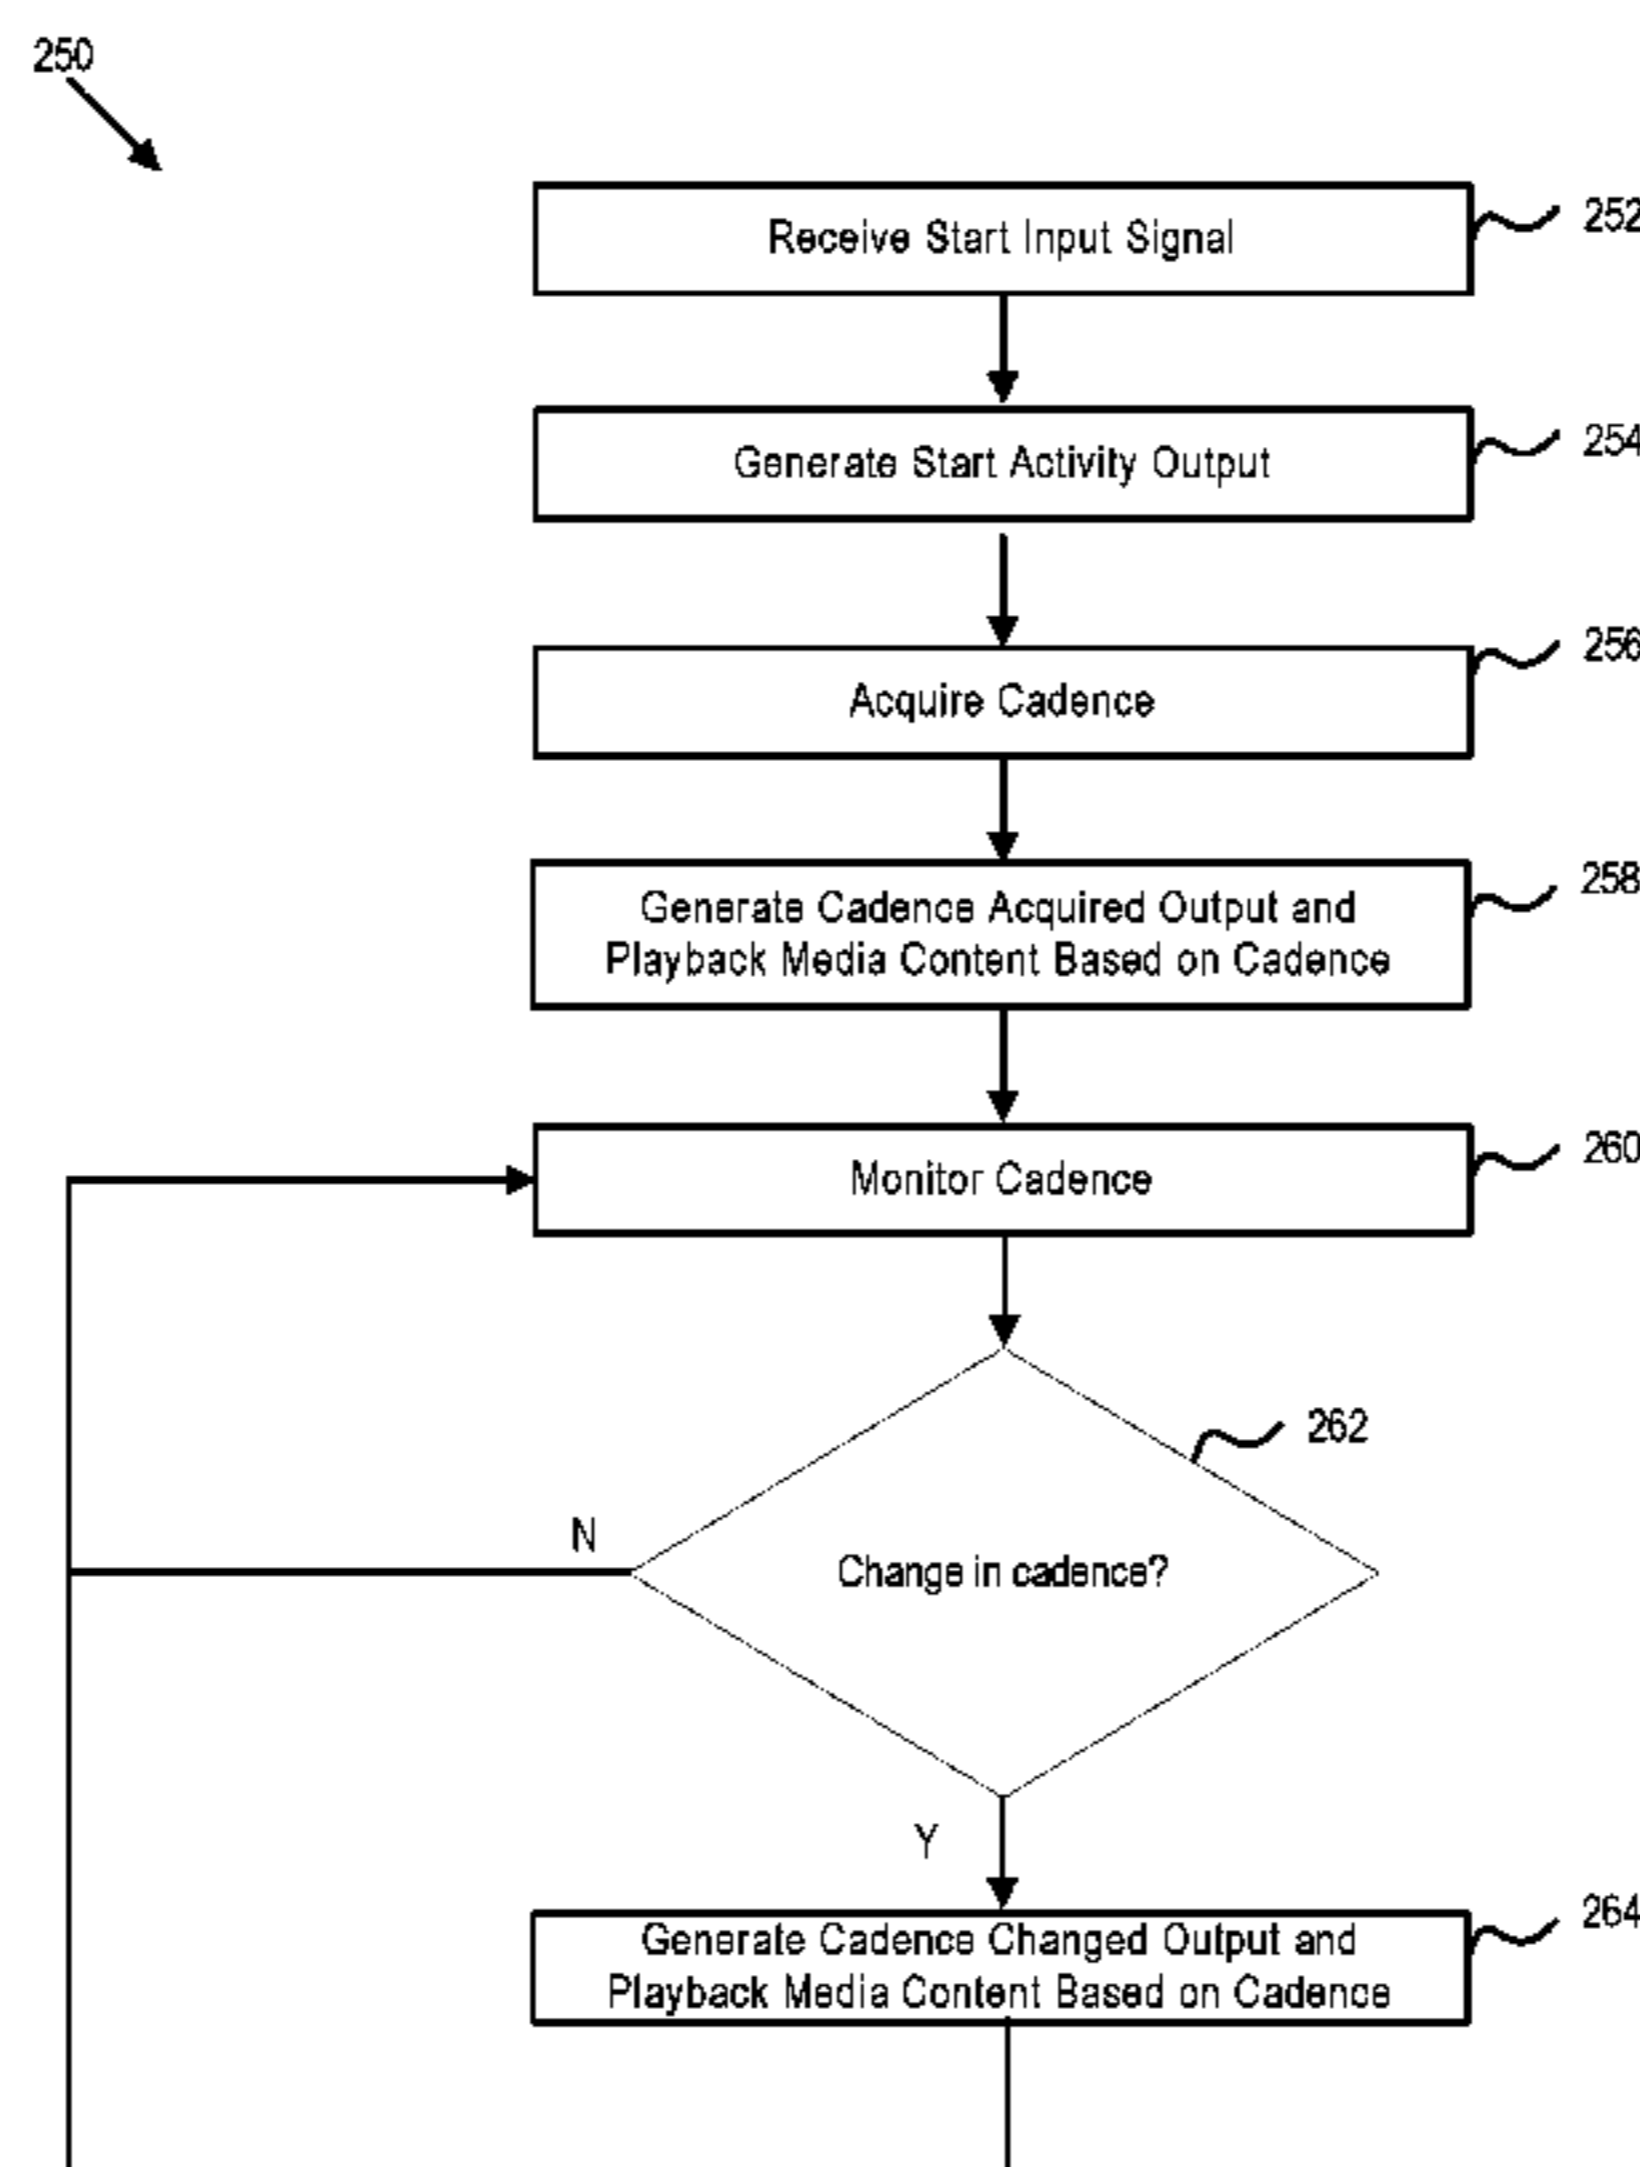 250
Receive Start Input Signal
252
Generate Start Activity Output
254
Acquire Cadence
256
Generate Cadence Acquired Output and
Playback Media Content Based on Cadence
258
Monitor Cadence
260
262
Change in cadence?
N
Y
Generate Cadence Changed Output and
Playback Media Content Based on Cadence
264